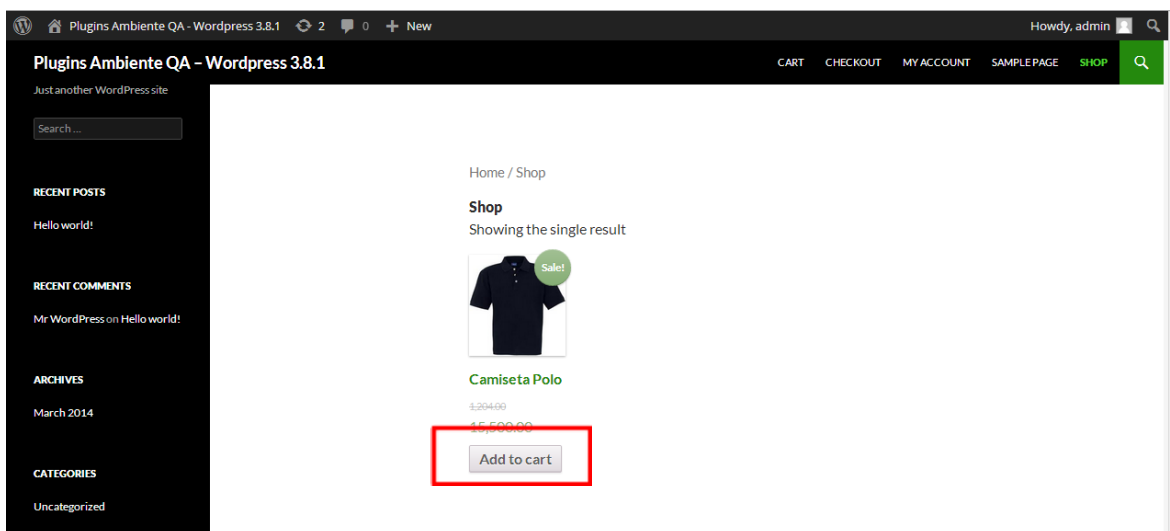 Plugins Ambiente QA - Wordpress 3.8.1 2 0 + New Howdy, admin
Plugins Ambiente QA – Wordpress 3.8.1 CART CHECKOUT MY ACCOUNT SAMPLE PAGE SHOP
Just another WordPress site
Search ...
RECENT POSTS
Hello world!
RECENT COMMENTS
Mr WordPress on Hello world!
ARCHIVES
March 2014
CATEGORIES
Uncategorized
Home / Shop
Shop
Showing the single result
Sale!
Camiseta Polo
1,204.00
15,500.00
Add to cart